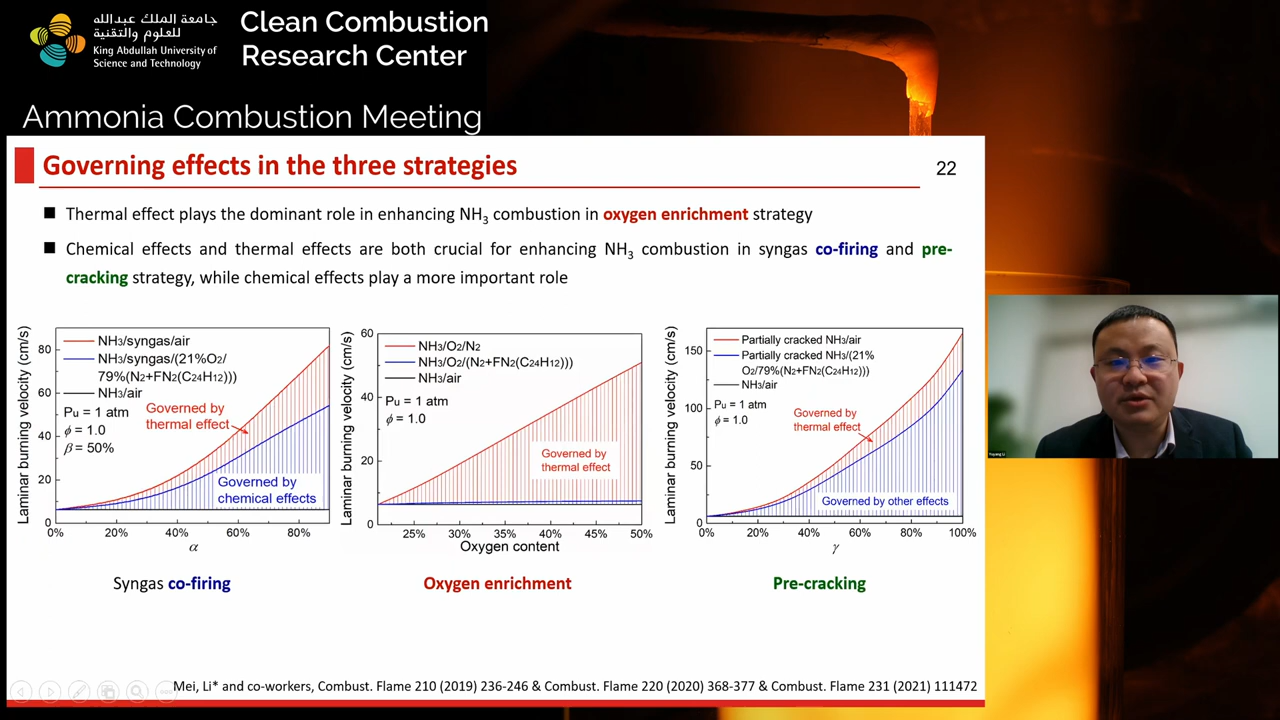 جامعة الملك عبدالله
للعلوم والتقنية
King Abdullah University of
Science and Technology
Clean Combustion
Research Center
Ammonia Combustion Meeting
Governing effects in the three strategies
22
Thermal effect plays the dominant role in enhancing NH3 combustion in oxygen enrichment strategy
Chemical effects and thermal effects are both crucial for enhancing NH3 combustion in syngas co-firing and pre-
cracking strategy, while chemical effects play a more important role
Laminar burning velocity (cm/s)
80
60
40
20
0
NH3/syngas/air
NH3/syngas/(21%O2/
79%(N2+FN2(C24H12)))
NH3/air
Pu = 1 atm
ϕ = 1.0
β = 50%
Governed by
thermal effect
Governed by
chemical effects
0% 20% 40% 60% 80%
α
Syngas co-firing
Laminar burning velocity (cm/s)
60
40
20
0
NH3/O2/N2
NH3/O2/(N2+FN2(C24H12)))
NH3/air
Pu = 1 atm
ϕ = 1.0
Governed by
thermal effect
25% 30% 35% 40% 45% 50%
Oxygen content
Oxygen enrichment
Laminar burning velocity (cm/s)
150
100
50
0
Partially cracked NH3/air
Partially cracked NH3/(21%
O2/79%(N2+FN2(C24H12)))
NH3/air
Pu = 1 atm
ϕ = 1.0
Governed by
thermal effect
Governed by other effects
0% 20% 40% 60% 80% 100%
γ
Pre-cracking
Mei, Li* and co-workers, Combust. Flame 210 (2019) 236-246 & Combust. Flame 220 (2020) 368-377 & Combust. Flame 231 (2021) 111472
Yuyang Li